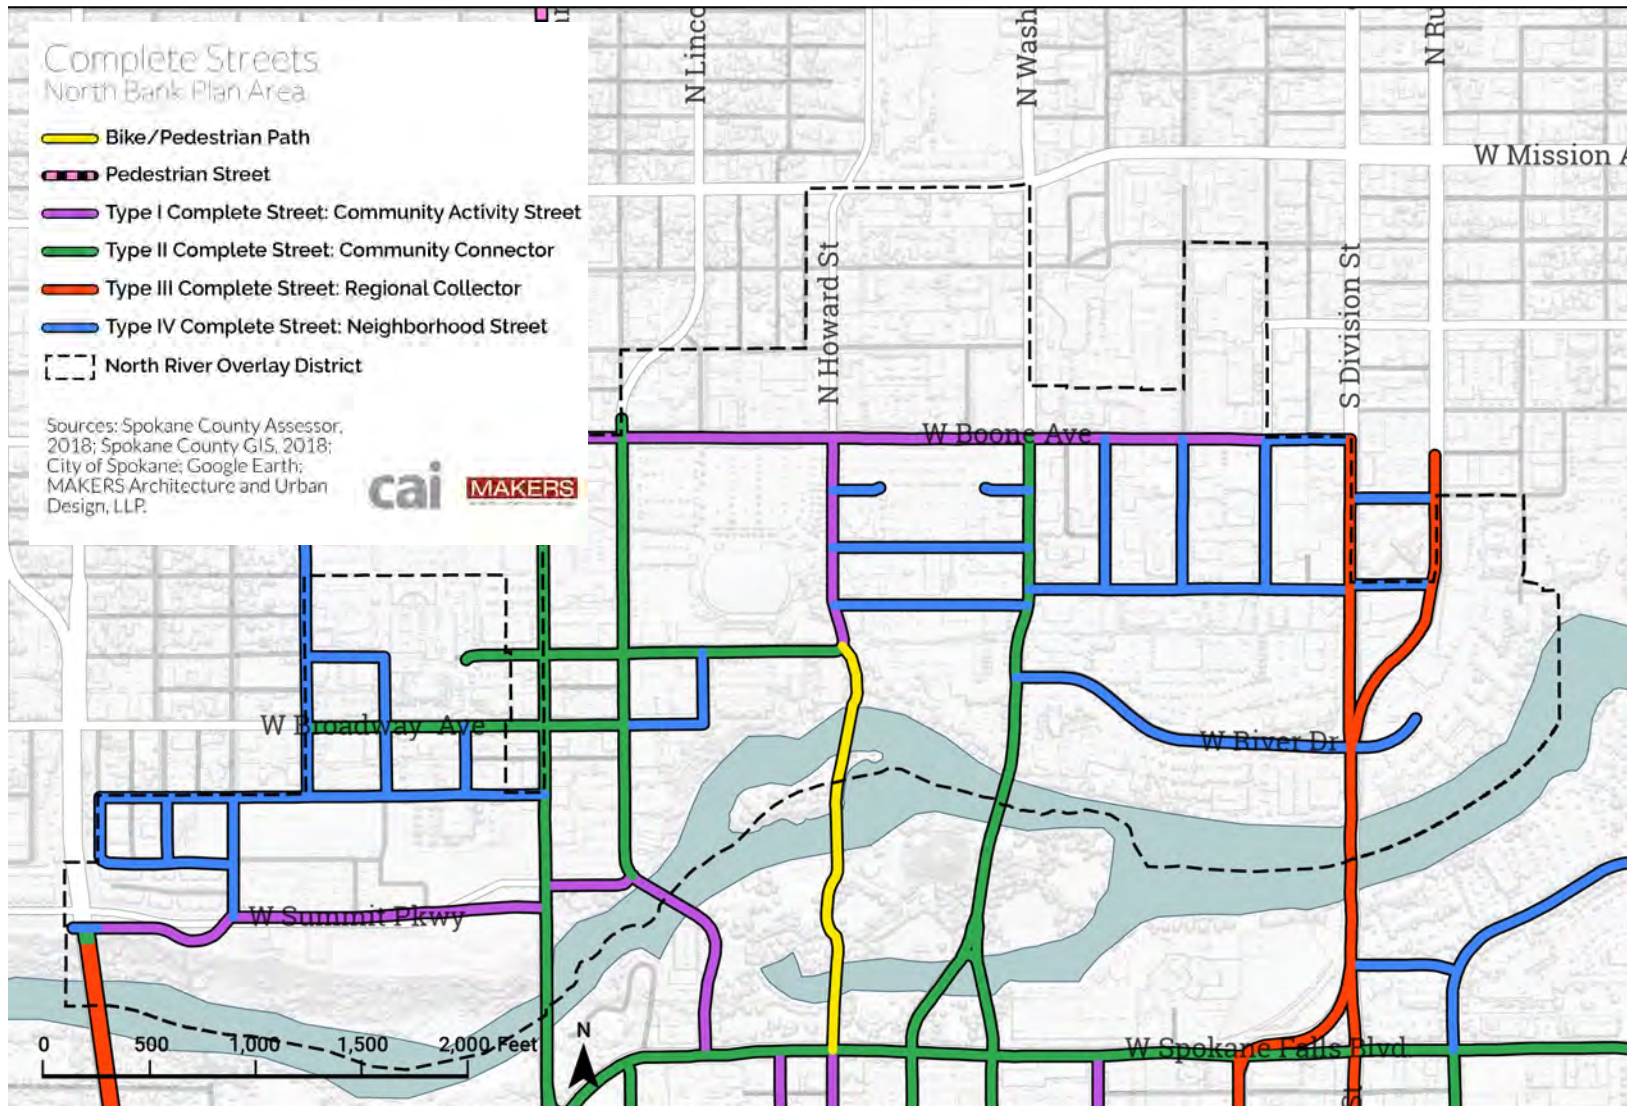 N Linco
N Wash
N Ru
Complete Streets
North Bank Plan Area
Bike/Pedestrian Path
Pedestrian Street
Type I Complete Street: Community Activity Street
Type II Complete Street: Community Connector
Type III Complete Street: Regional Collector
Type IV Complete Street: Neighborhood Street
North River Overlay District
Sources: Spokane County Assessor,
2018; Spokane County GIS, 2018;
City of Spokane; Google Earth;
MAKERS Architecture and Urban
Design, LLP.
cai
MAKERS
W Mission A
N Howard St
S Division St
W Boone Ave
W Broadway Ave
W River Dr
W Summit Pkwy
W Spokane Falls Blvd
0 500 1,000 1,500 2,000 Feet
N